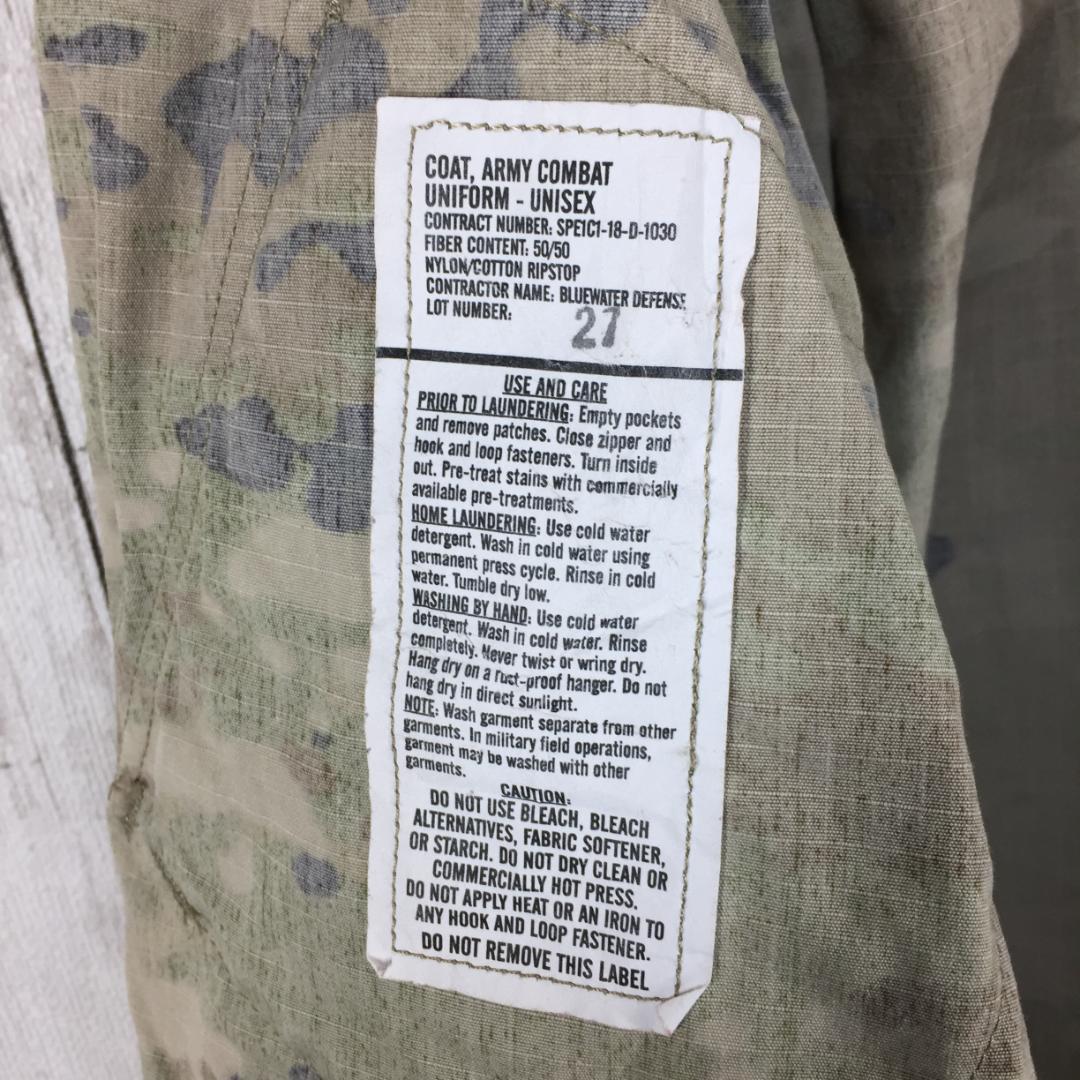 COAT, ARMY COMBAT
UNIFORM - UNISEX
CONTRACT NUMBER: SPE1C1-18-D-1030
FIBER CONTENT: 50/50
NYLON/COTTON RIPSTOP
CONTRACTOR NAME: BLUEWATER DEFENSE
LOT NUMBER: 27
USE AND CARE
PRIOR TO LAUNDERING: Empty pockets
and remove patches. Close zipper and
hook and loop fasteners. Turn inside
out. Pre-treat stains with commercially
available pre-treatments.
HOME LAUNDERING: Use cold water
detergent. Wash in cold water using
permanent press cycle. Rinse in cold
water. Tumble dry low.
WASHING BY HAND: Use cold water
detergent. Wash in cold water. Rinse
completely. Never twist or wring dry.
Hang dry on a rust-proof hanger. Do not
hang dry in direct sunlight.
NOTE: Wash garment separate from other
garments. In military field operations,
garment may be washed with other
garments.
CAUTION:
DO NOT USE BLEACH, BLEACH
ALTERNATIVES, FABRIC SOFTENER,
OR STARCH. DO NOT DRY CLEAN OR
COMMERCIALLY HOT PRESS.
DO NOT APPLY HEAT OR AN IRON TO
ANY HOOK AND LOOP FASTENER.
DO NOT REMOVE THIS LABEL